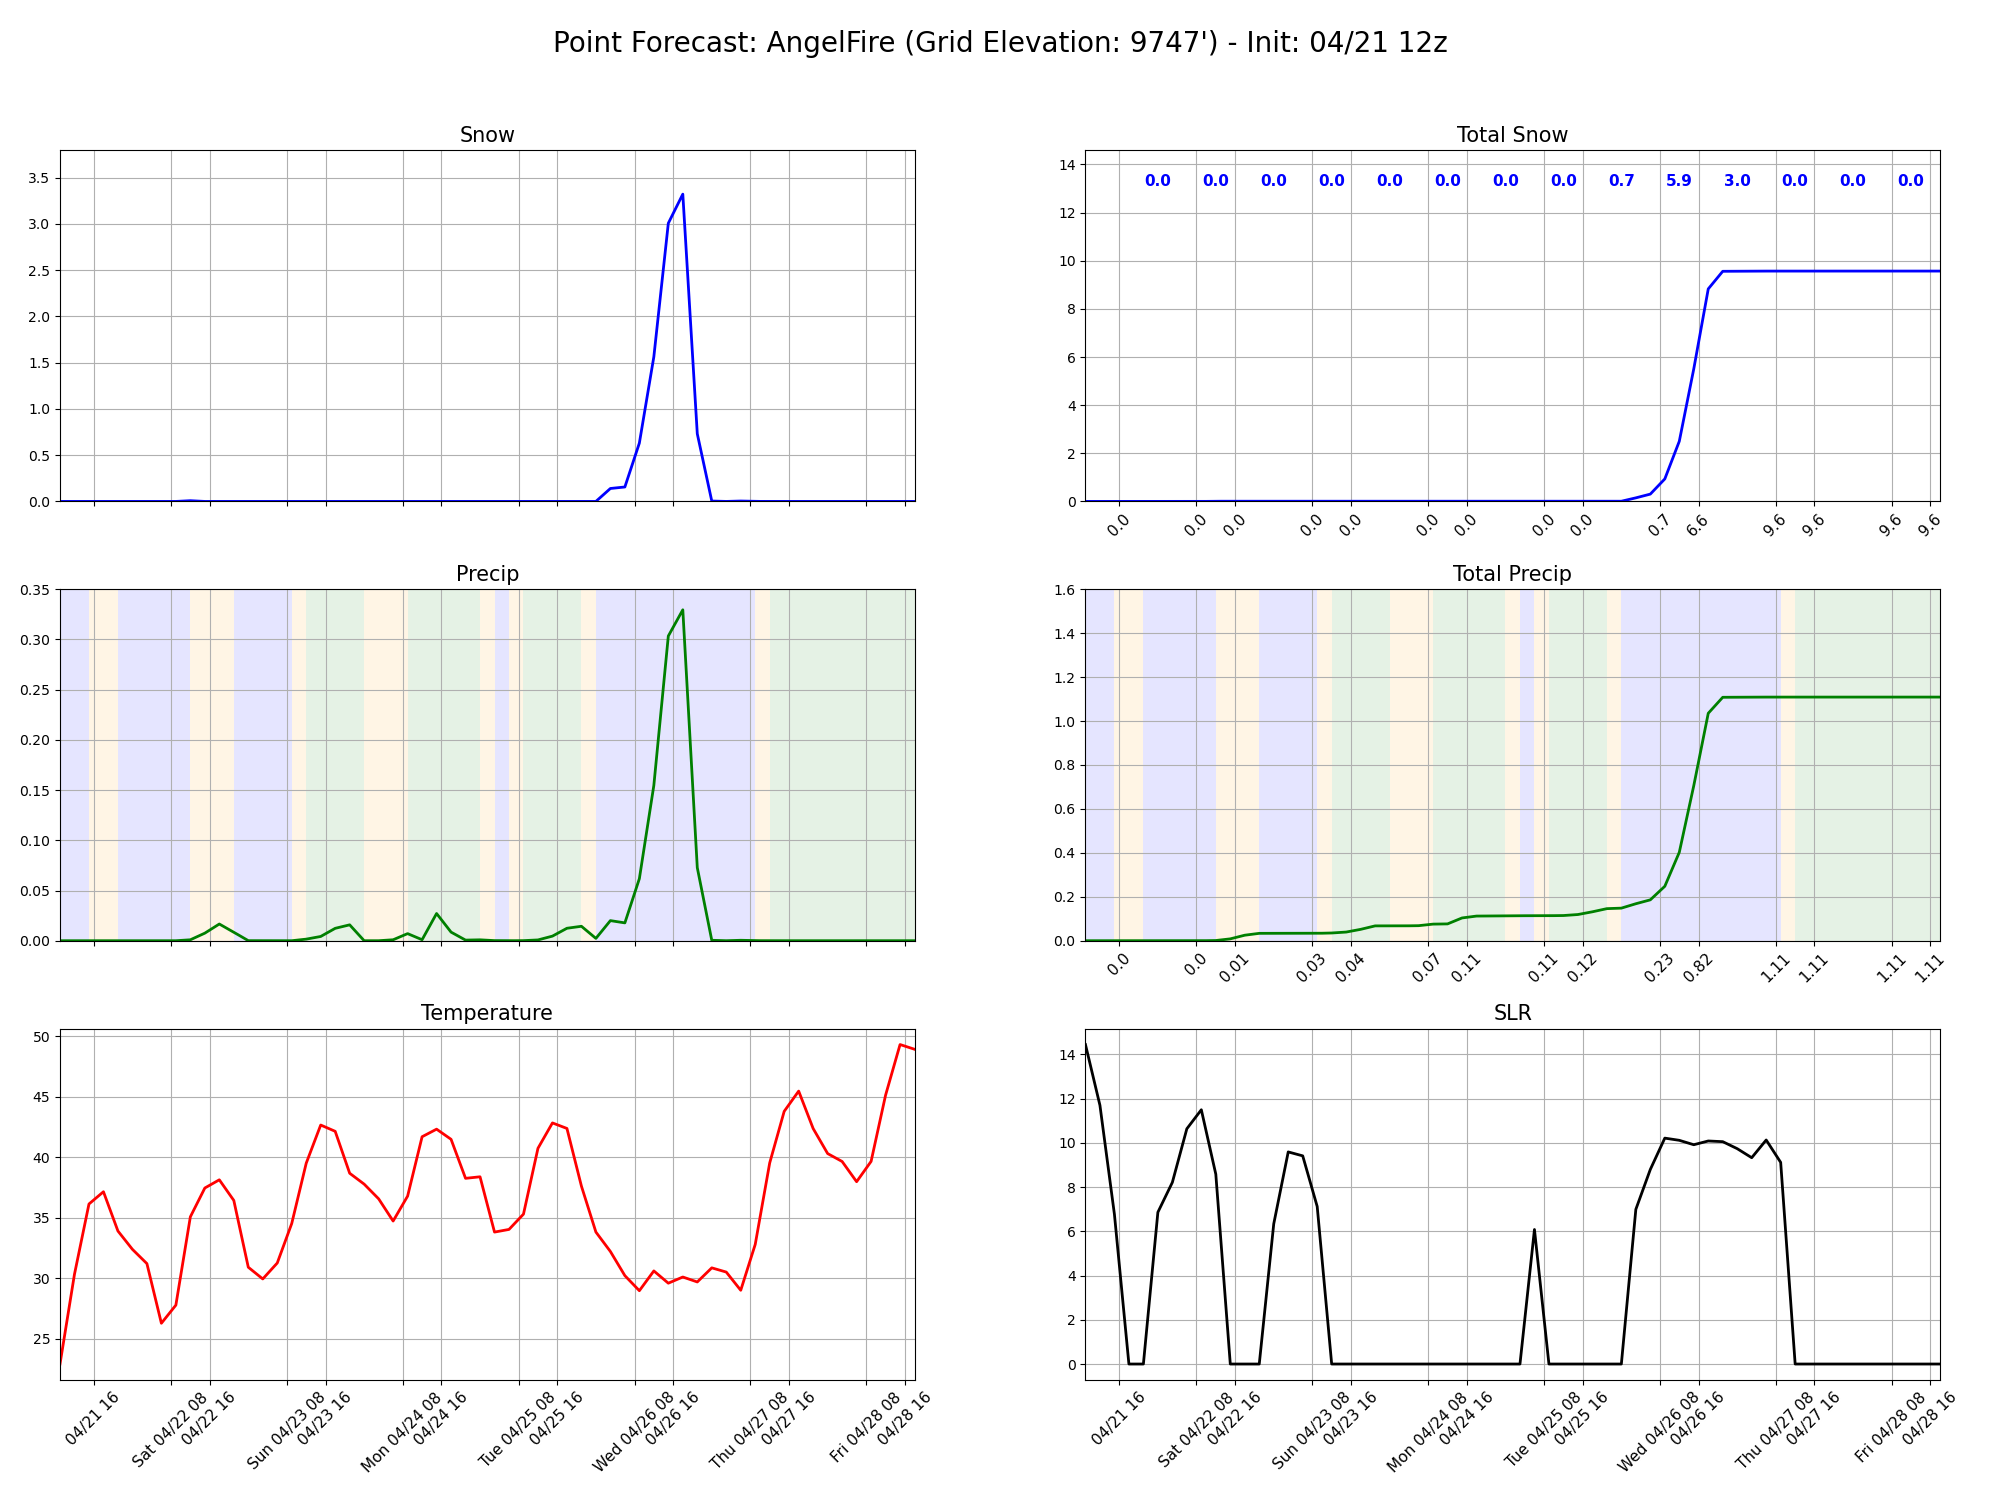 Point Forecast: AngelFire (Grid Elevation: 9747') - Init: 04/21 12z
Snow
3.5
3.0
2.5
2.0
1.5
1.0
0.5
0.0
Total Snow
14
12
10
8
6
4
2
0
0.0 0.0 0.0 0.0 0.0 0.0 0.0 0.0 0.7 5.9 3.0 0.0 0.0 0.0
0.0 0.0 0.0 0.0 0.0 0.0 0.0 0.0 0.0 0.7 6.6 9.6 9.6 9.6 9.6
Precip
0.35
0.30
0.25
0.20
0.15
0.10
0.05
0.00
Total Precip
1.6
1.4
1.2
1.0
0.8
0.6
0.4
0.2
0.0
0.0 0.0 0.01 0.03 0.04 0.07 0.11 0.11 0.12 0.23 0.82 1.11 1.11 1.11 1.11
Temperature
50
45
40
35
30
25
04/21 16
Sat 04/22 08
04/22 16
Sun 04/23 08
04/23 16
Mon 04/24 08
04/24 16
Tue 04/25 08
04/25 16
Wed 04/26 08
04/26 16
Thu 04/27 08
04/27 16
Fri 04/28 08
04/28 16
SLR
14
12
10
8
6
4
2
0
04/21 16
Sat 04/22 08
04/22 16
Sun 04/23 08
04/23 16
Mon 04/24 08
04/24 16
Tue 04/25 08
04/25 16
Wed 04/26 08
04/26 16
Thu 04/27 08
04/27 16
Fri 04/28 08
04/28 16